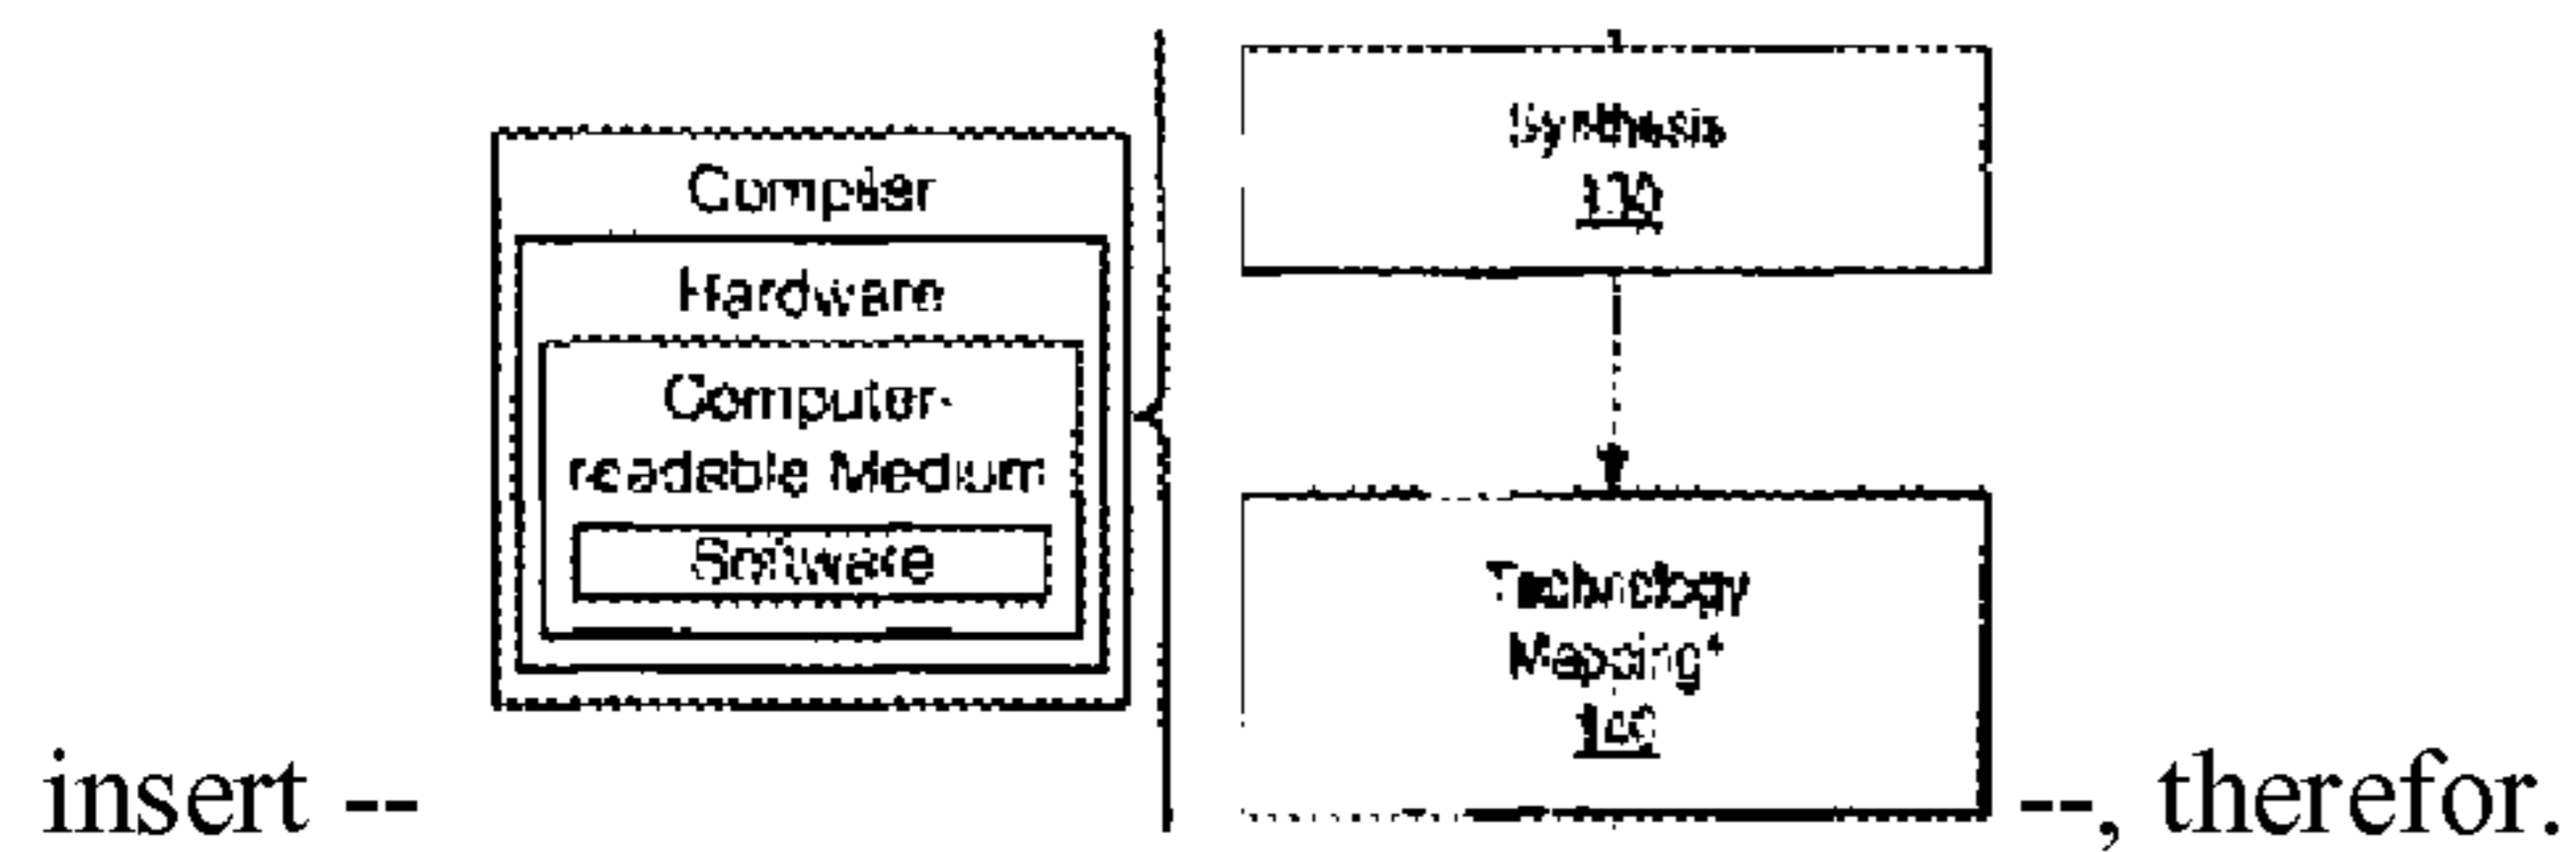 Compiler
Hardware
Computer-
readable Medium
Software
Synthesis
130
Technology
Mapping*
140
insert -- --, therefor.